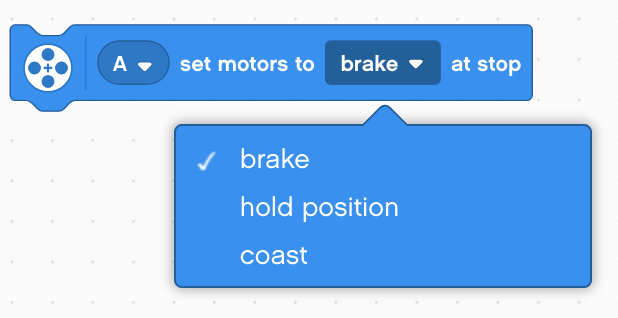 A set motors to brake at stop
brake
hold position
coast